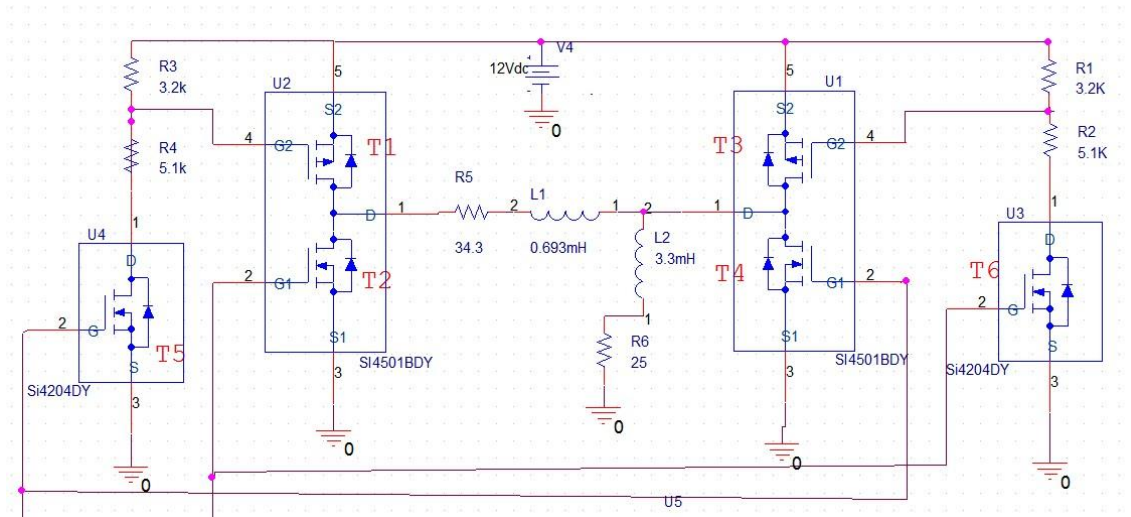 V4
12Vdc
0
R3
3.2k
R4
5.1k
5
U2
S2
4
G2
T1
D
1
G1
T2
2
S1
3
SI4501BDY
0
1
U4
D
2
G
T5
S
Si4204DY
3
0
R5
34.3
2
L1
1
0.693mH
2
L2
3.3mH
1
R6
25
0
5
U1
S2
T3
G2
4
1
D
T4
G1
2
S1
3
SI4501BDY
0
R1
3.2K
R2
5.1K
1
U3
D
T6
2
G
S
Si4204DY
3
0
U5